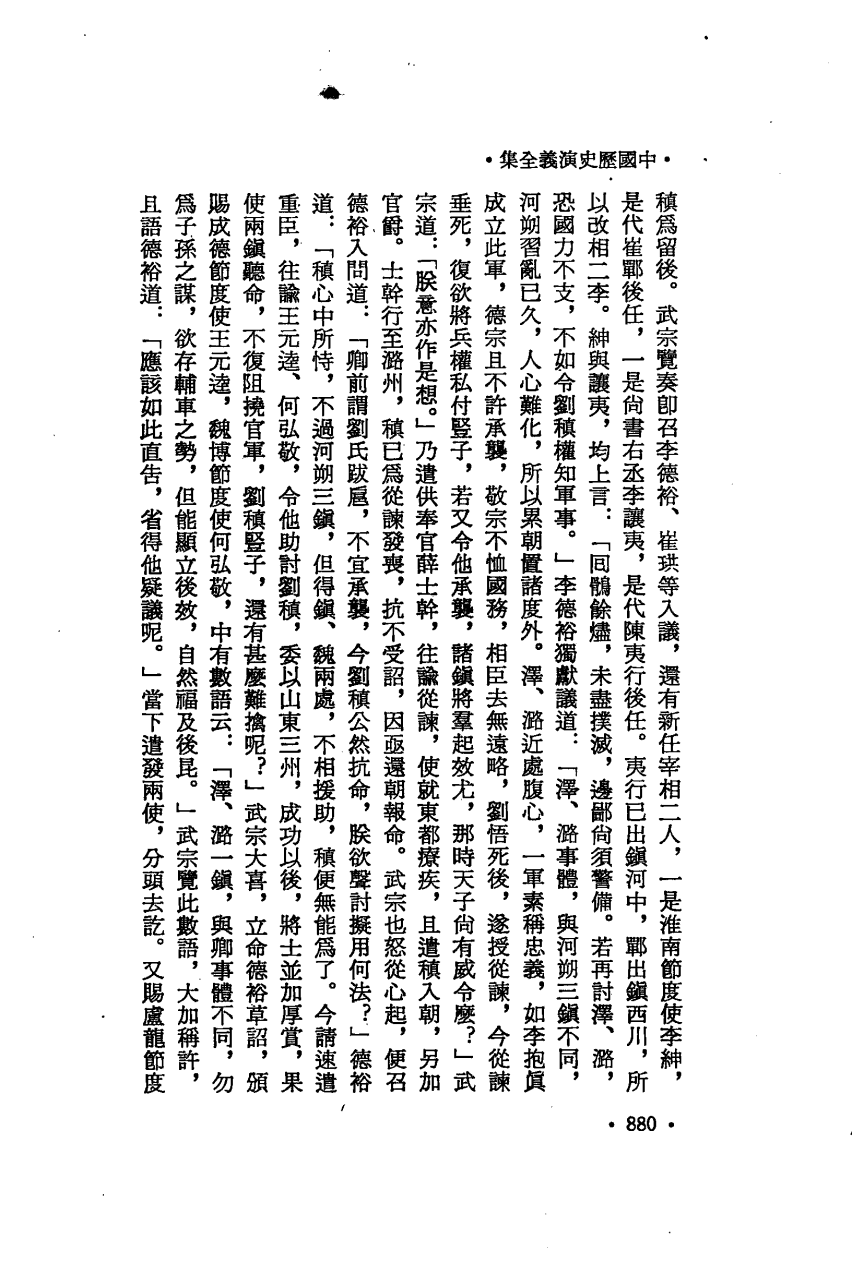 ·中國歷史演義全集·
稹爲留後。武宗覽奏卽召李德裕、崔珙等入議，還有新任宰相二人，一是淮南節度使李紳，
是代崔鄲後任，一是尙書右丞李讓夷，是代陳夷行後任。夷行已出鎭河中，鄲出鎭西川，所
以改相二李。紳與讓夷，均上言：「回鶻餘燼，未盡撲滅，邊鄙尙須警備。若再討澤、潞，
恐國力不支，不如令劉稹權知軍事。」李德裕獨獻議道：「澤、潞事體，與河朔三鎭不同，
河朔習亂已久，人心難化，所以累朝置諸度外。澤、潞近處腹心，一軍素稱忠義，如李抱眞
成立此軍，德宗且不許承襲，敬宗不恤國務，相臣去無遠略，劉悟死後，遂授從諫，今從諫
垂死，復欲將兵權私付豎子，若又令他承襲，諸鎭將羣起效尤，那時天子尙有威令麼？」武
宗道：「朕意亦作是想。」乃遣供奉官薛士幹，往諭從諫，使就東都療疾，且遣稹入朝，另加
官爵。士幹行至潞州，稹已爲從諫發喪，抗不受詔，因亟還朝報命。武宗也怒從心起，便召
德裕入問道：「卿前謂劉氏跋扈，不宜承襲，今劉稹公然抗命，朕欲聲討擬用何法？」德裕
道：「稹心中所恃，不過河朔三鎭，但得鎭、魏兩處，不相援助，稹便無能爲了。今請速遣
重臣，往諭王元逵、何弘敬，令他助討劉稹，委以山東三州，成功以後，將士並加厚賞，果
使兩鎭聽命，不復阻撓官軍，劉稹豎子，還有甚麼難擒呢？」武宗大喜，立命德裕草詔，頒
賜成德節度使王元逵，魏博節度使何弘敬，中有數語云：「澤、潞一鎭，與卿事體不同，勿
爲子孫之謀，欲存輔車之勢，但能顯立後效，自然福及後昆。」武宗覽此數語，大加稱許，
且語德裕道：「應該如此直告，省得他疑議呢。」當下遣發兩使，分頭去訖。又賜盧龍節度
·880·